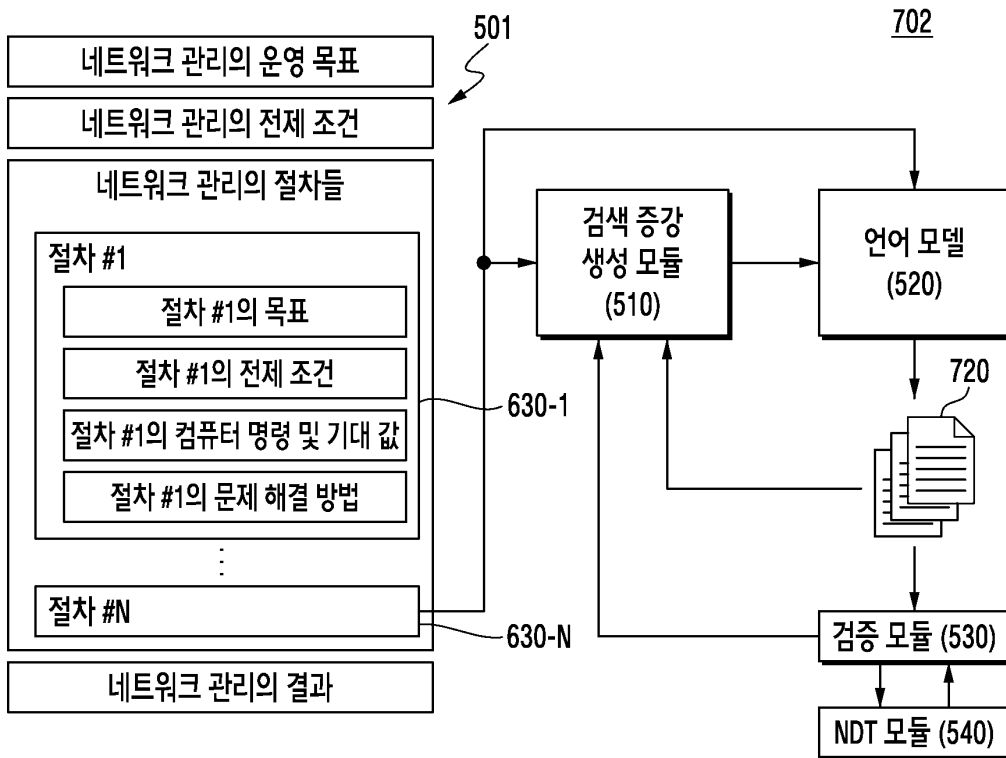 702
501
네트워크 관리의 운영 목표
네트워크 관리의 전제 조건
네트워크 관리의 절차들
절차 #1
절차 #1의 목표
절차 #1의 전제 조건
절차 #1의 컴퓨터 명령 및 기대 값
절차 #1의 문제 해결 방법
630-1
절차 #N
630-N
네트워크 관리의 결과
검색 증강
생성 모듈
(510)
언어 모델
(520)
720
검증 모듈 (530)
NDT 모듈 (540)